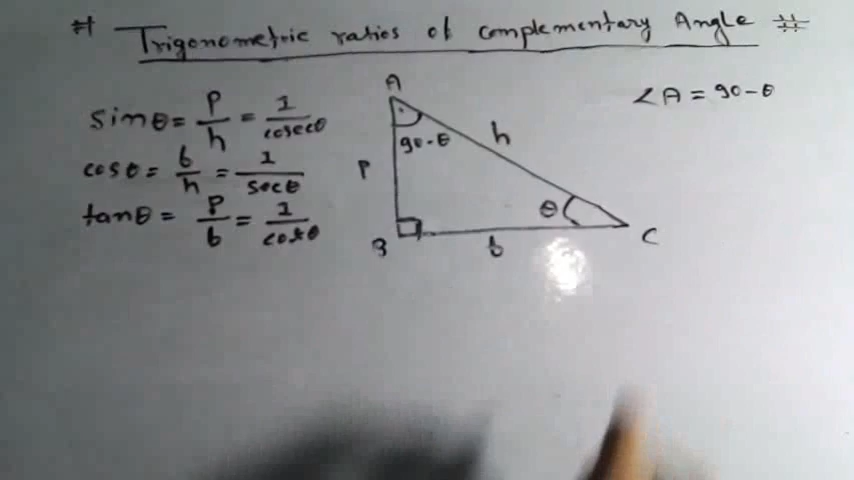 # Trigonometric ratios of complementary Angle #
sinθ = p/h = 1/cosecθ
cosθ = b/h = 1/secθ
tanθ = p/b = 1/cotθ
A
90-θ
h
p
θ
B
b
C
∠A = 90-θ